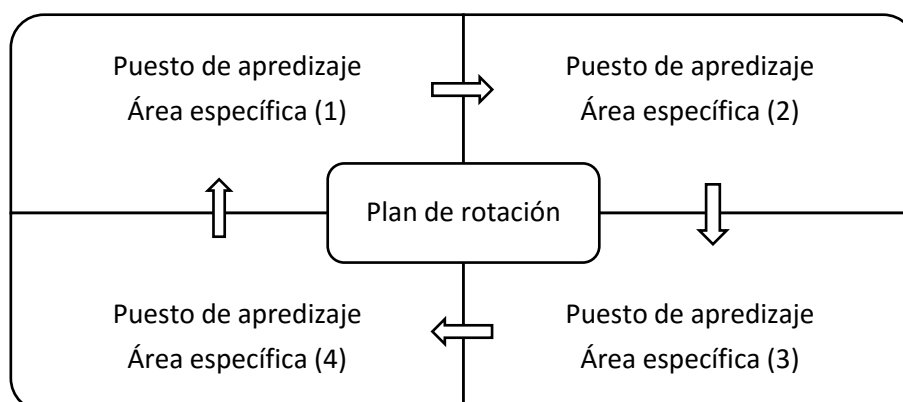 Puesto de apredizaje
Área específica (1)
Puesto de apredizaje
Área específica (2)
Plan de rotación
Puesto de apredizaje
Área específica (4)
Puesto de apredizaje
Área específica (3)